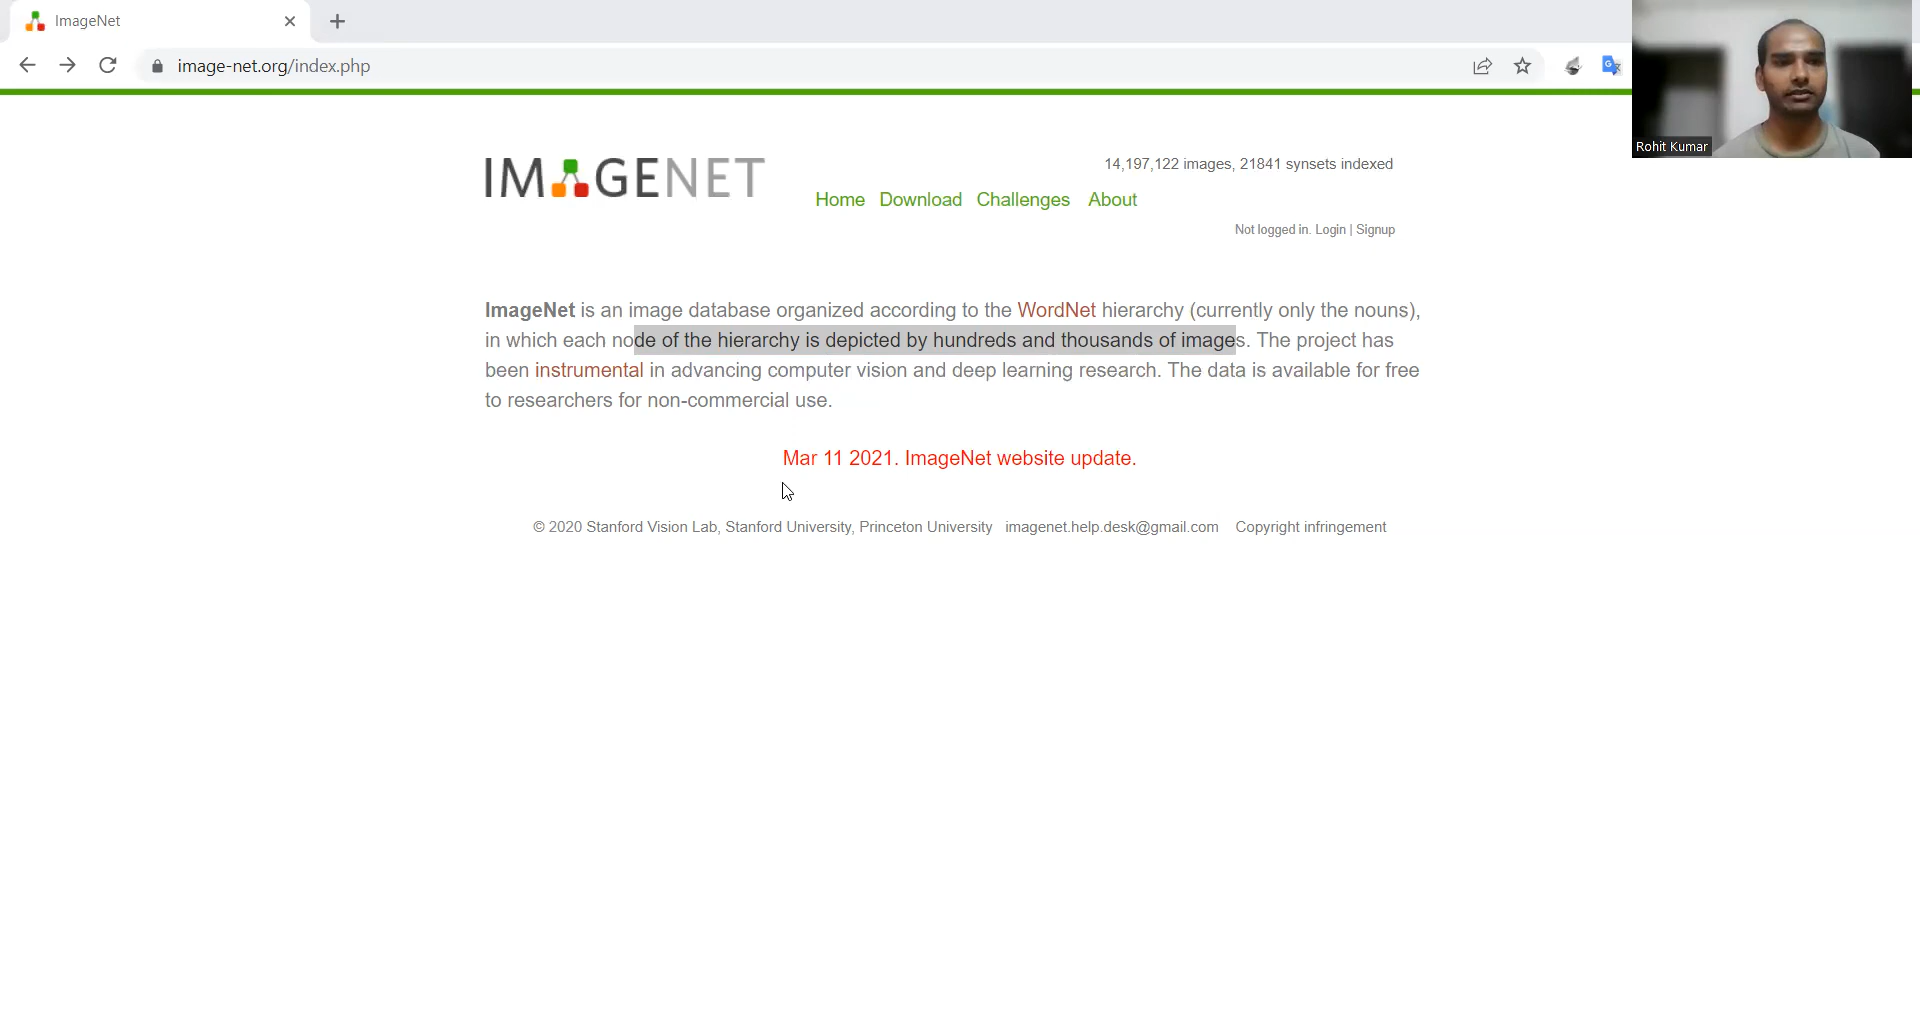 ImageNet
image-net.org/index.php
Rohit Kumar
IMAGENET
14,197,122 images, 21841 synsets indexed
Home Download Challenges About
Not logged in. Login | Signup
ImageNet is an image database organized according to the WordNet hierarchy (currently only the nouns),
in which each node of the hierarchy is depicted by hundreds and thousands of images. The project has
been instrumental in advancing computer vision and deep learning research. The data is available for free
to researchers for non-commercial use.
Mar 11 2021. ImageNet website update.
© 2020 Stanford Vision Lab, Stanford University, Princeton University imagenet.help.desk@gmail.com Copyright infringement